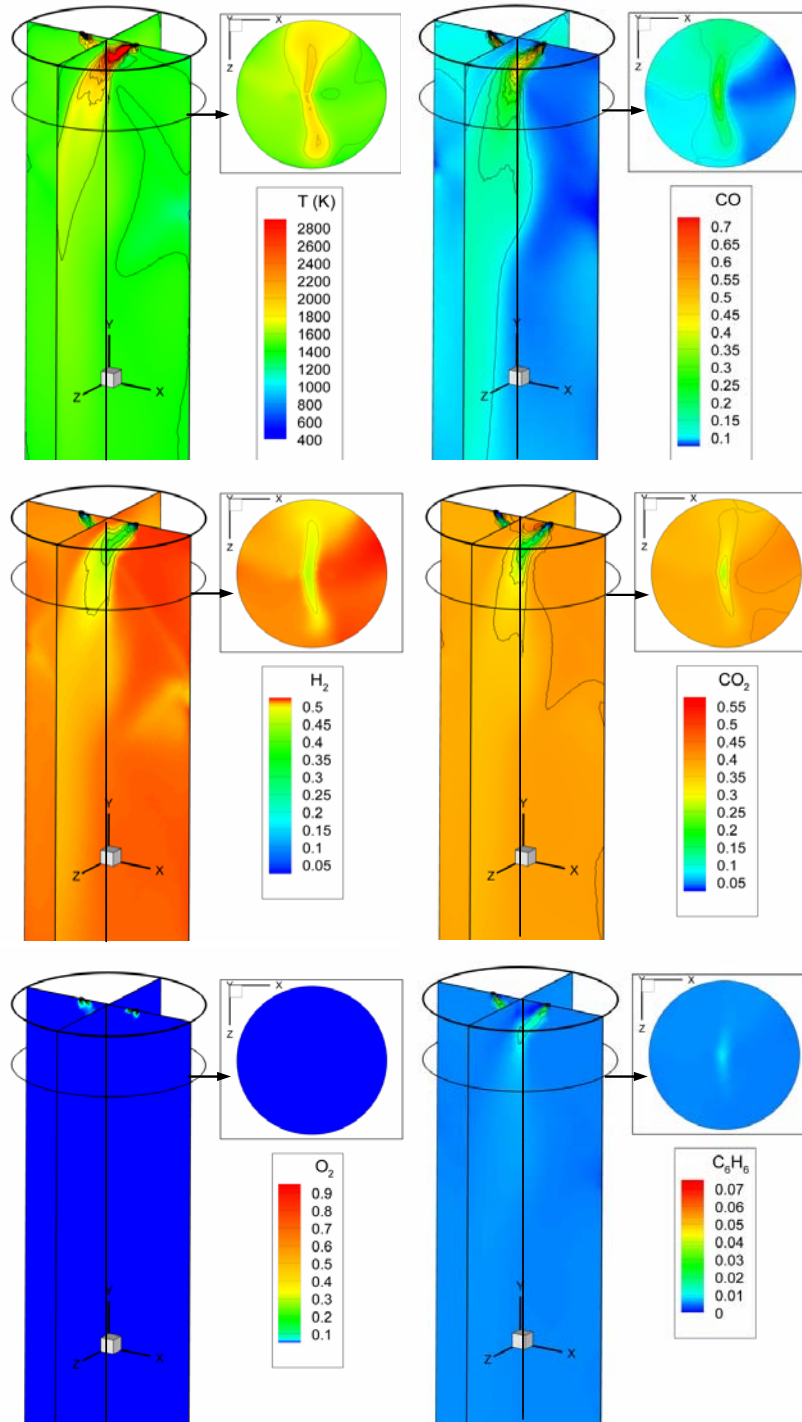 Y X
Z
T (K)
2800
2600
2400
2200
2000
1800
1600
1400
1200
1000
800
600
400
Y
Z X
Y X
Z
CO
0.7
0.65
0.6
0.55
0.5
0.45
0.4
0.35
0.3
0.25
0.2
0.15
0.1
Y
Z X
Y X
Z
H₂
0.5
0.45
0.4
0.35
0.3
0.25
0.2
0.15
0.1
0.05
Y
Z X
Y X
Z
CO₂
0.55
0.5
0.45
0.4
0.35
0.3
0.25
0.2
0.15
0.1
0.05
Y
Z X
Y X
Z
O₂
0.9
0.8
0.7
0.6
0.5
0.4
0.3
0.2
0.1
Y
Z X
Y X
Z
C₆H₆
0.07
0.06
0.05
0.04
0.03
0.02
0.01
0
Y
Z X